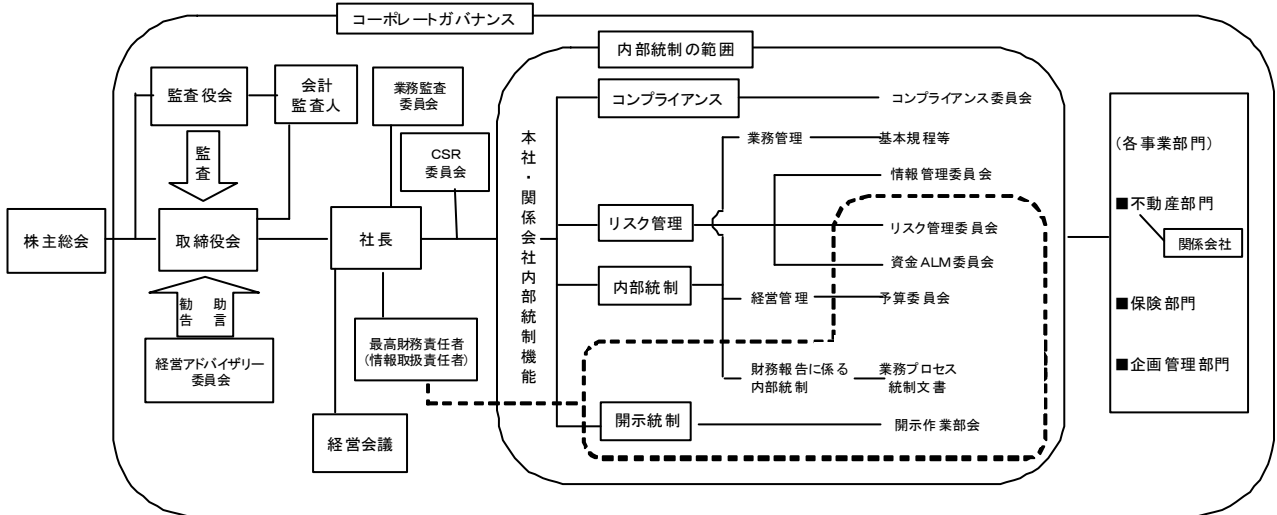 コーポレートガバナンス
内部統制の範囲
監査役会
会計
監査人
業務監査
委員会
CSR
委員会
監査
株主総会
取締役会
社長
勧告
助言
経営アドバイザリー
委員会
最高財務責任者
(情報取扱責任者)
経営会議
本社・関係会社内部統制機能
コンプライアンス
コンプライアンス委員会
業務管理
基本規程等
情報管理委員会
リスク管理
リスク管理委員会
資金ALM委員会
内部統制
経営管理
予算委員会
財務報告に係る
内部統制
業務プロセス
統制文書
開示統制
開示作業部会
(各事業部門)
■不動産部門
関係会社
■保険部門
■企画管理部門